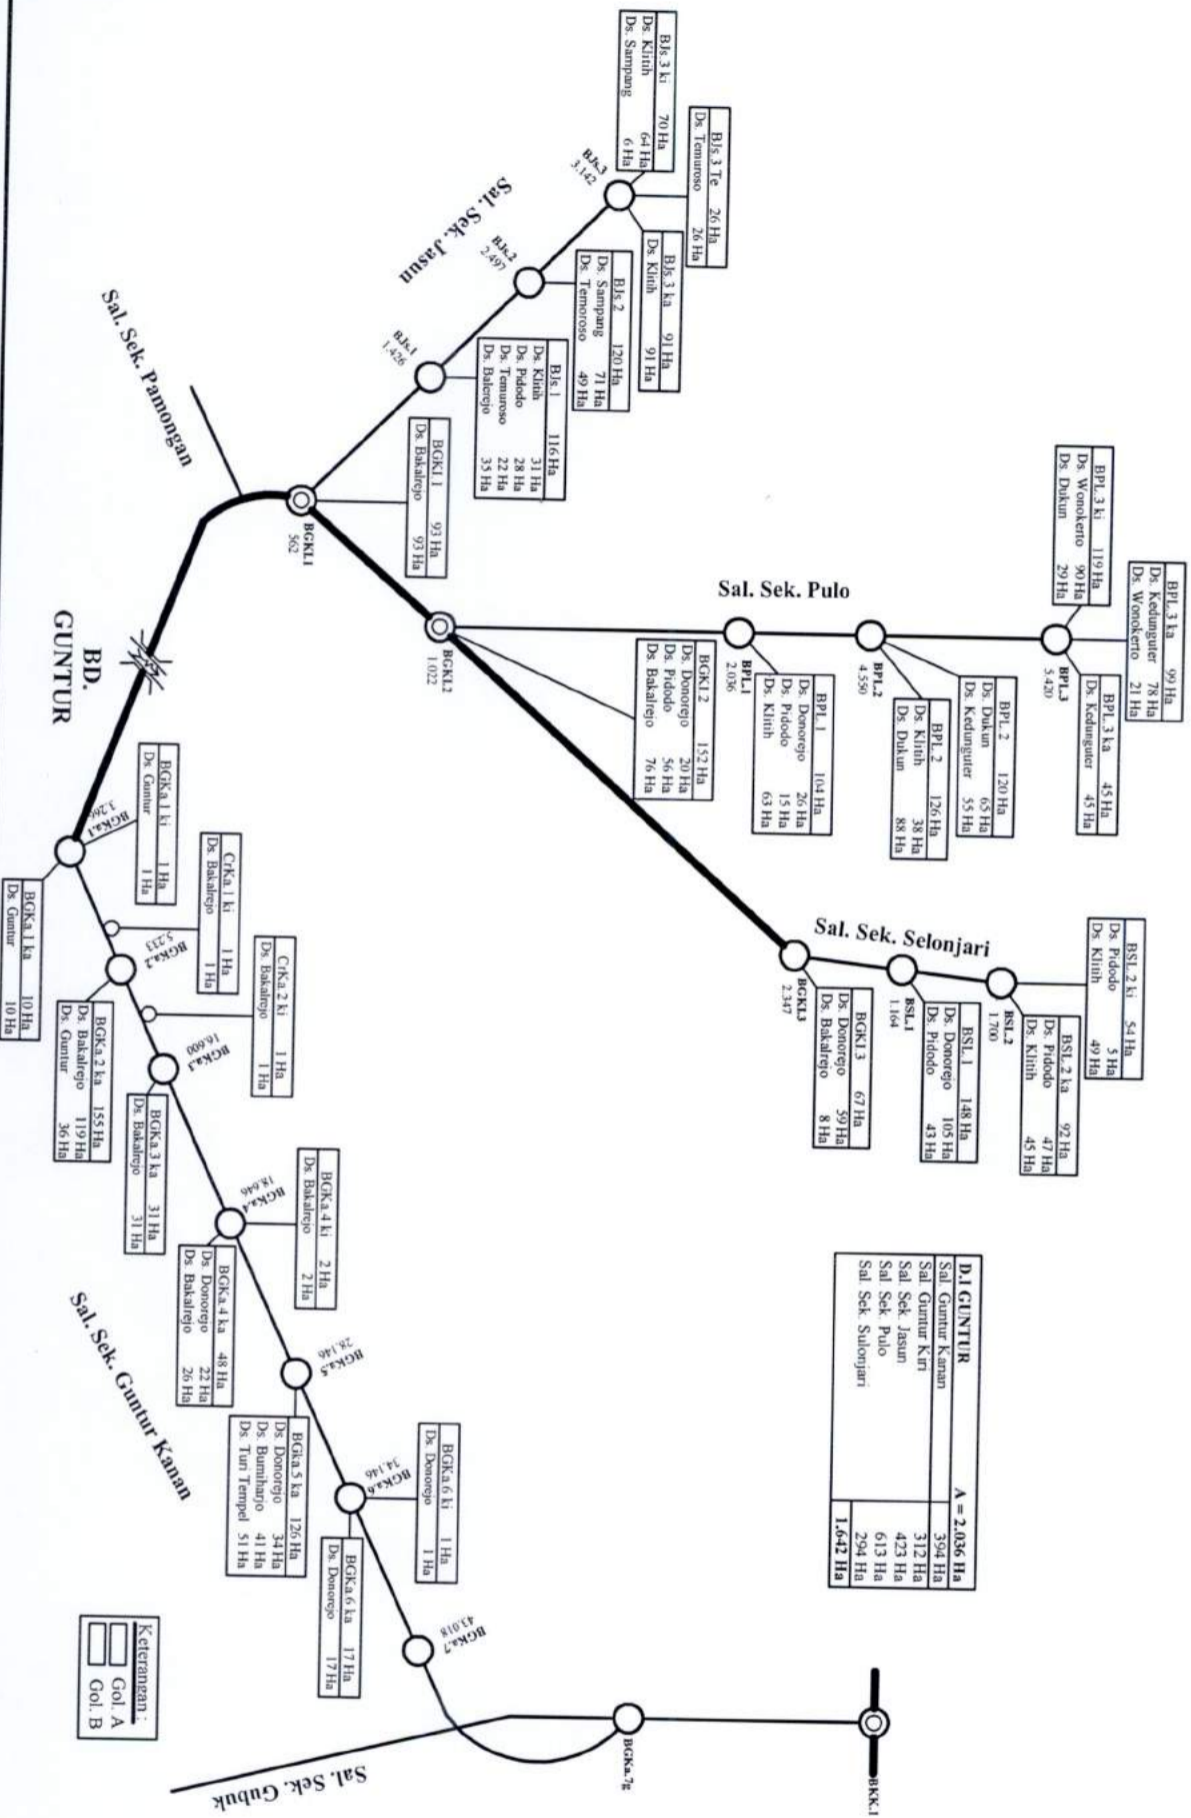 BJs.3 ki 70 Ha
Ds. Klitih 64 Ha
Ds. Sampang 6 Ha
BJs.3 Te 26 Ha
Ds. Temuroso 26 Ha
BJs.3
3.142
BJs.3 ka 91 Ha
Ds. Klitih 91 Ha
BJs.2
2.497
BJs.2 120 Ha
Ds. Sampang 71 Ha
Ds. Temoroso 49 Ha
Sal. Sek. Jasun
BJs.1
1.426
BJs.1 116 Ha
Ds. Klitih 31 Ha
Ds. Pidodo 28 Ha
Ds. Temuroso 22 Ha
Ds. Balerejo 35 Ha
Sal. Sek. Pamongan
BGKI.1 93 Ha
Ds. Bakalrejo 93 Ha
BGKI.1
562
BPL.3 ki 119 Ha
Ds. Wonokerto 90 Ha
Ds. Dukun 29 Ha
BPL.3 ka 99 Ha
Ds. Kedunguter 78 Ha
Ds. Wonokerto 21 Ha
BPL.3
5.420
BPL.3 ka 45 Ha
Ds. Kedunguter 45 Ha
Sal. Sek. Pulo
BPL.2
4.550
BPL.2 120 Ha
Ds. Dukun 65 Ha
Ds. Kedunguter 55 Ha
BPL.2 126 Ha
Ds. Klitih 38 Ha
Ds. Dukun 88 Ha
BPL.1
2.036
BPL.1 104 Ha
Ds. Donorejo 26 Ha
Ds. Pidodo 15 Ha
Ds. Klitih 63 Ha
BGKI.2
1.022
BGKI.2 152 Ha
Ds. Donorejo 20 Ha
Ds. Pidodo 56 Ha
Ds. Bakalrejo 76 Ha
BSL.2 ki 54 Ha
Ds. Pidodo 5 Ha
Ds. Klitih 49 Ha
BSL.2
1.700
BSL.2 ka 92 Ha
Ds. Pidodo 47 Ha
Ds. Klitih 45 Ha
Sal. Sek. Selonjari
BSL.1
1.164
BSL.1 148 Ha
Ds. Donorejo 105 Ha
Ds. Pidodo 43 Ha
BGKI.3
2.347
BGKI.3 67 Ha
Ds. Donorejo 59 Ha
Ds. Bakalrejo 8 Ha
D.I GUNTUR A = 2.036 Ha
Sal. Guntur Kanan 394 Ha
Sal. Guntur Kiri 312 Ha
Sal. Sek. Jasun 423 Ha
Sal. Sek. Pulo 613 Ha
Sal. Sek. Sulonjari 294 Ha
1.642 Ha
BD.
GUNTUR
BGKa.1 ki 1 Ha
Ds. Guntur 1 Ha
BGKa.1
BGKa.1 ka 10 Ha
Ds. Guntur 10 Ha
CrKa.1 ki 1 Ha
Ds. Bakalrejo 1 Ha
BGKa.2
5.233
BGKa.2 ka 155 Ha
Ds. Bakalrejo 119 Ha
Ds. Guntur 36 Ha
CrKa.2 ki 1 Ha
Ds. Bakalrejo 1 Ha
BGKa.3
16.600
BGKa.3 ka 31 Ha
Ds. Bakalrejo 31 Ha
BGKa.4 ki 2 Ha
Ds. Bakalrejo 2 Ha
BGKa.4
18.646
BGKa.4 ka 48 Ha
Ds. Donorejo 22 Ha
Ds. Bakalrejo 26 Ha
Sal. Sek. Guntur Kanan
BGKa.5
28.146
BGka.5 ka 126 Ha
Ds. Donorejo 34 Ha
Ds. Bumiharjo 41 Ha
Ds. Turi Tempel 51 Ha
BGKa.6 ki 1 Ha
Ds. Donorejo 1 Ha
BGKa.6
34.146
BGKa.6 ka 17 Ha
Ds. Donorejo 17 Ha
BGKa.7
43.018
BGKa.7g
BKK.1
Sal. Sek. Gubuk
Keterangan :
Gol. A
Gol. B